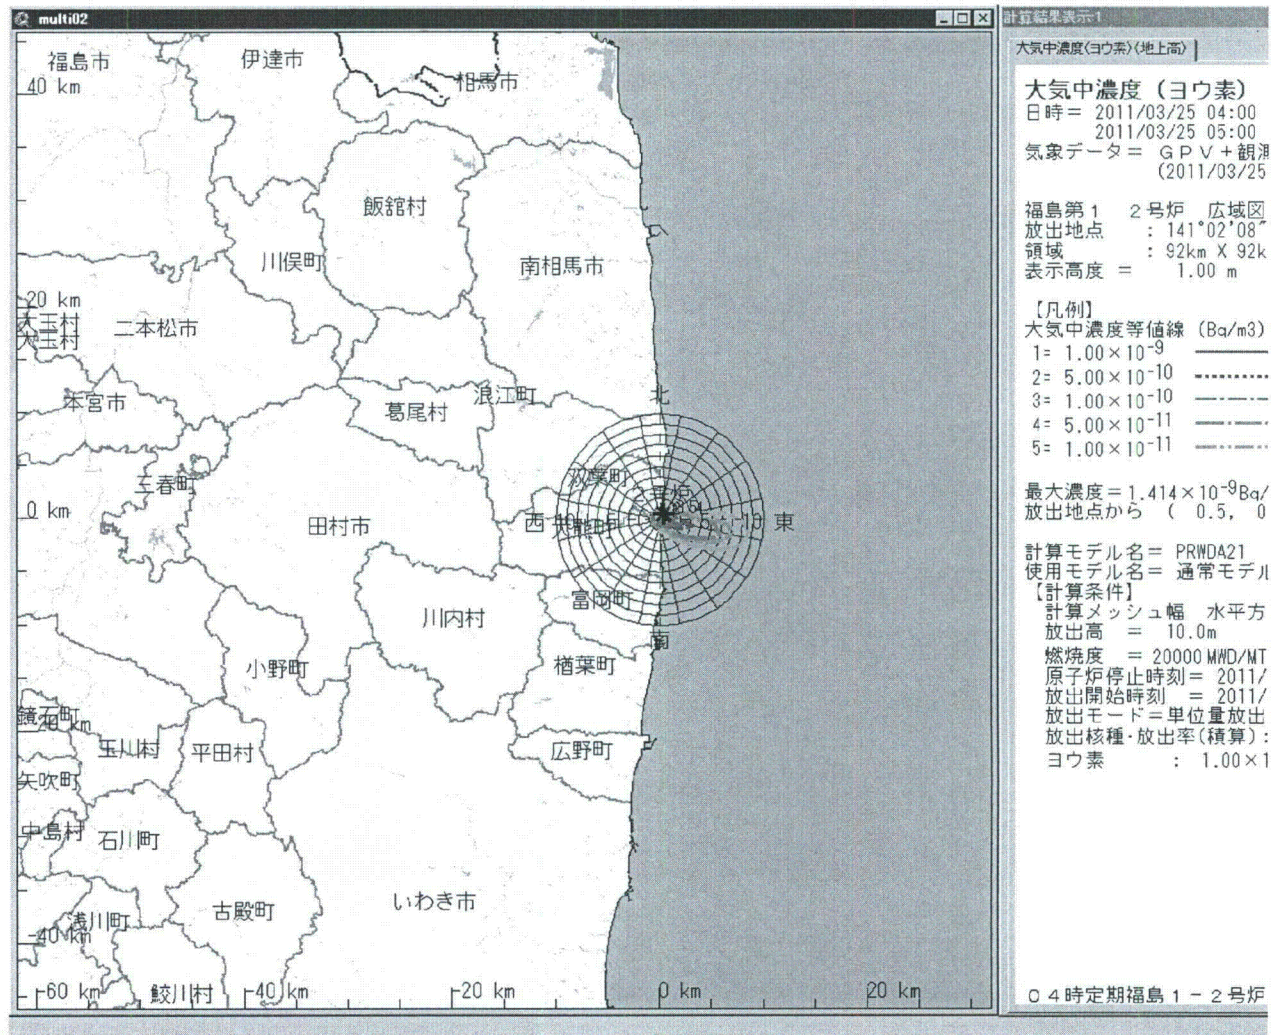 multi02
福島市
伊達市
相馬市
40 km
飯舘村
川俣町
南相馬市
20 km
大玉村
大玉村
二本松市
本宮市
浪江町
北
葛尾村
三春町
双葉町
0 km
田村市
西
大熊町
5
10
東
富岡町
川内村
南
小野町
楢葉町
鏡石町
-20 km
玉川村
平田村
広野町
矢吹町
中島村
石川町
浅川町
古殿町
いわき市
-40 km
-60 km
鮫川村
-40 km
-20 km
0 km
20 km
計算結果表示:1
大気中濃度(ヨウ素)(地上高)
大気中濃度(ヨウ素)
日時= 2011/03/25 04:00
2011/03/25 05:00
気象データ= GPV+観測
(2011/03/25
福島第1 2号炉 広域図
放出地点 : 141°02'08"
領域 : 92km X 92k
表示高度 = 1.00 m
【凡例】
大気中濃度等値線 (Bq/m3)
1= 1.00×10⁻⁹
2= 5.00×10⁻¹⁰
3= 1.00×10⁻¹⁰
4= 5.00×10⁻¹¹
5= 1.00×10⁻¹¹
最大濃度=1.414×10⁻⁹Bq/
放出地点から ( 0.5, 0
計算モデル名= PRWDA21
使用モデル名= 通常モデル
【計算条件】
計算メッシュ幅 水平方
放出高 = 10.0m
燃焼度 = 20000MWD/MT
原子炉停止時刻= 2011/
放出開始時刻 = 2011/
放出モード=単位量放出
放出核種・放出率(積算):
ヨウ素 : 1.00×1
04時定期福島1-2号炉